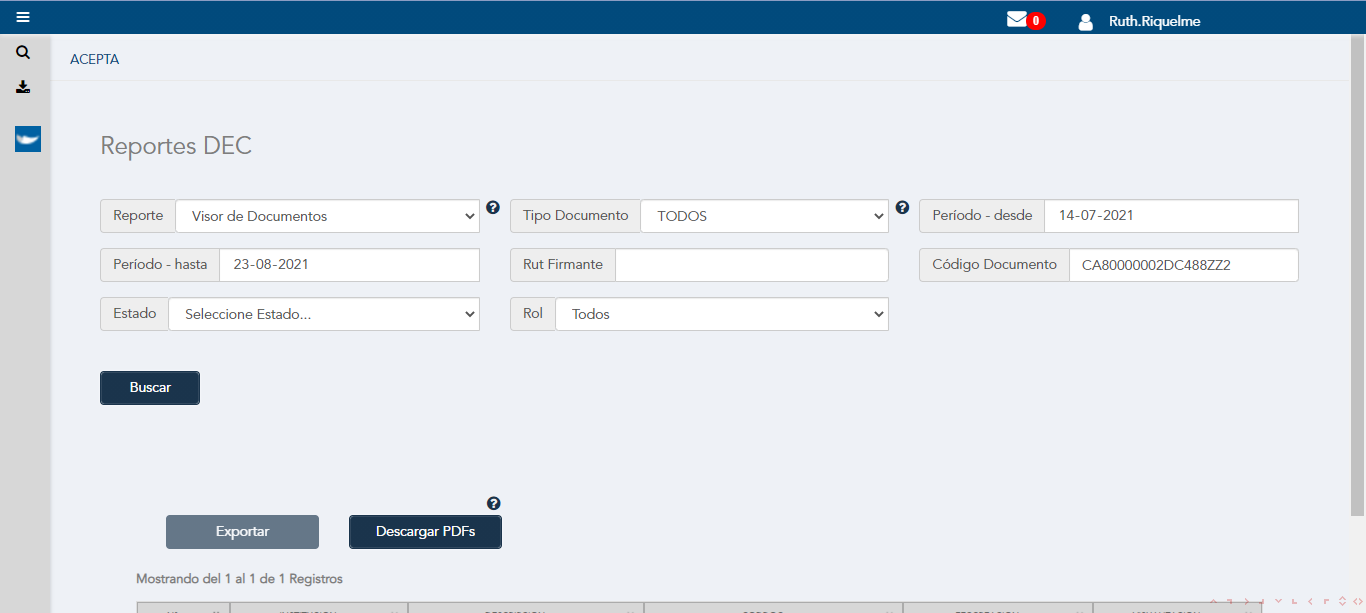 0 Ruth.Riquelme
ACEPTA
Reportes DEC
Reporte Visor de Documentos Tipo Documento TODOS Período - desde 14-07-2021
Período - hasta 23-08-2021 Rut Firmante Código Documento CA80000002DC488ZZ2
Estado Seleccione Estado... Rol Todos
Buscar
Exportar Descargar PDFs
Mostrando del 1 al 1 de 1 Registros